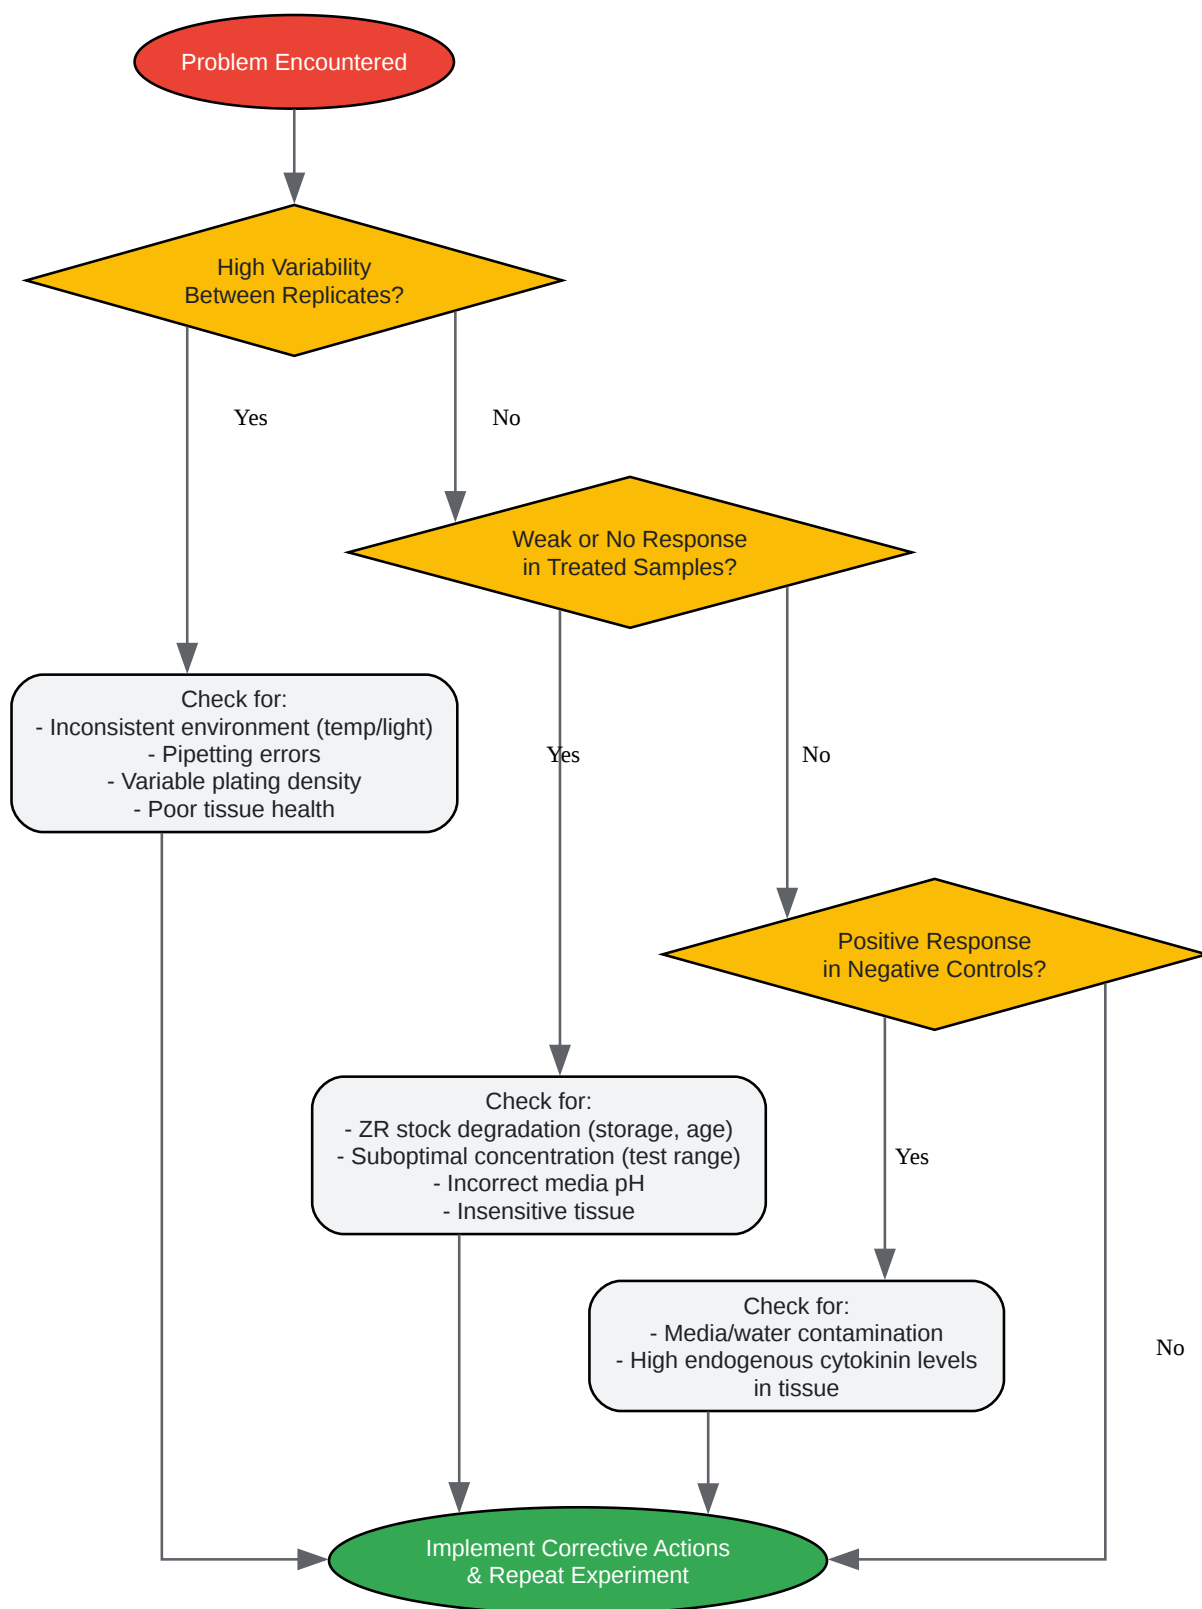 Problem Encountered
High Variability
Between Replicates?
Yes
No
Weak or No Response
in Treated Samples?
Check for:
- Inconsistent environment (temp/light)
- Pipetting errors
- Variable plating density
- Poor tissue health
Yes
No
Positive Response
in Negative Controls?
Check for:
- ZR stock degradation (storage, age)
- Suboptimal concentration (test range)
- Incorrect media pH
- Insensitive tissue
Yes
Check for:
- Media/water contamination
- High endogenous cytokinin levels
in tissue
No
Implement Corrective Actions
& Repeat Experiment